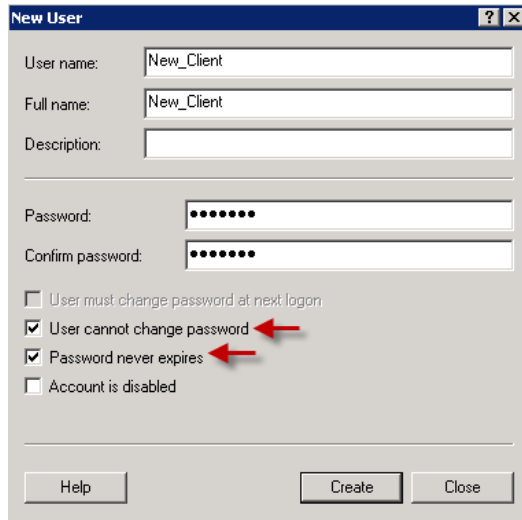 New User
User name: New_Client
Full name: New_Client
Description:
Password: •••••••
Confirm password: •••••••
User must change password at next logon
User cannot change password
Password never expires
Account is disabled
Help Create Close